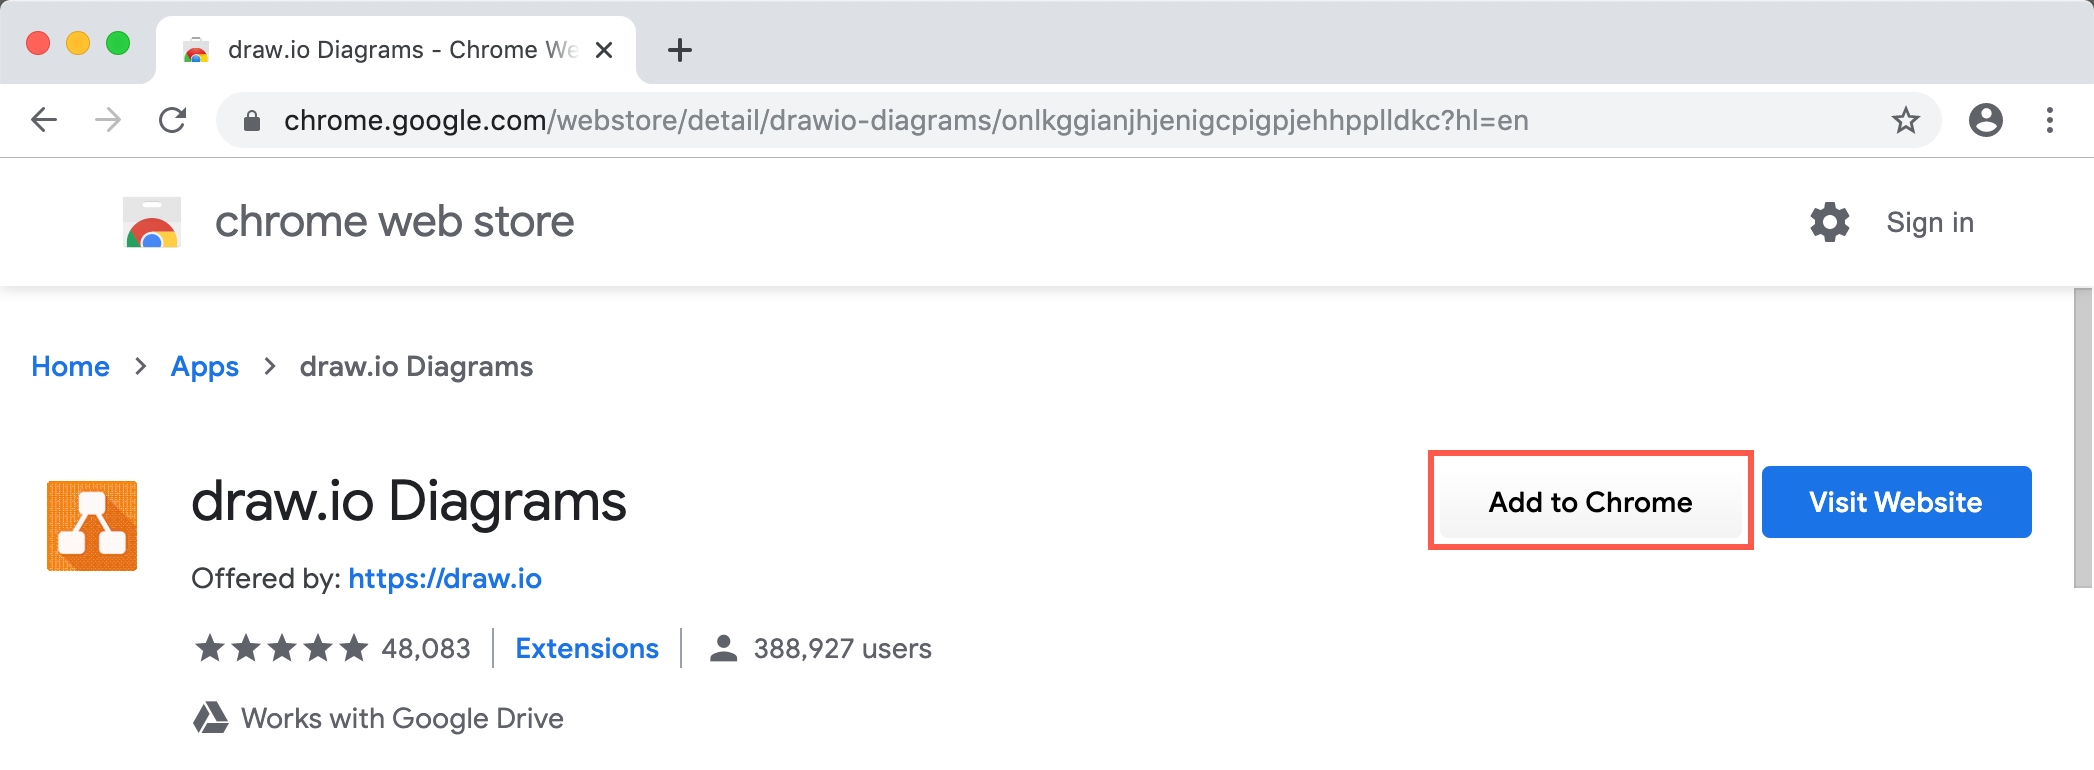 draw.io Diagrams - Chrome We
chrome.google.com/webstore/detail/drawio-diagrams/onlkggianjhjenigcpigpjehhpplldkc?hl=en
chrome web store
Sign in
Home > Apps > draw.io Diagrams
draw.io Diagrams
Add to Chrome
Visit Website
Offered by: https://draw.io
48,083 | Extensions | 388,927 users
Works with Google Drive